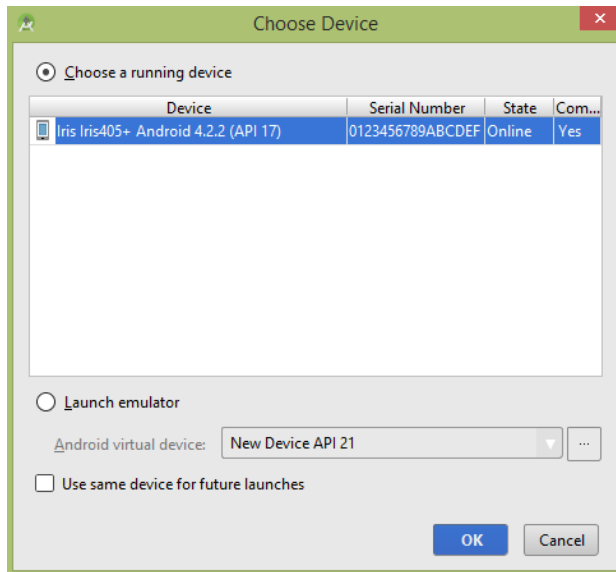 Choose Device
Choose a running device
Device Serial Number State Com...
Iris Iris405+ Android 4.2.2 (API 17) 0123456789ABCDEF Online Yes
Launch emulator
Android virtual device: New Device API 21 ...
Use same device for future launches
OK Cancel